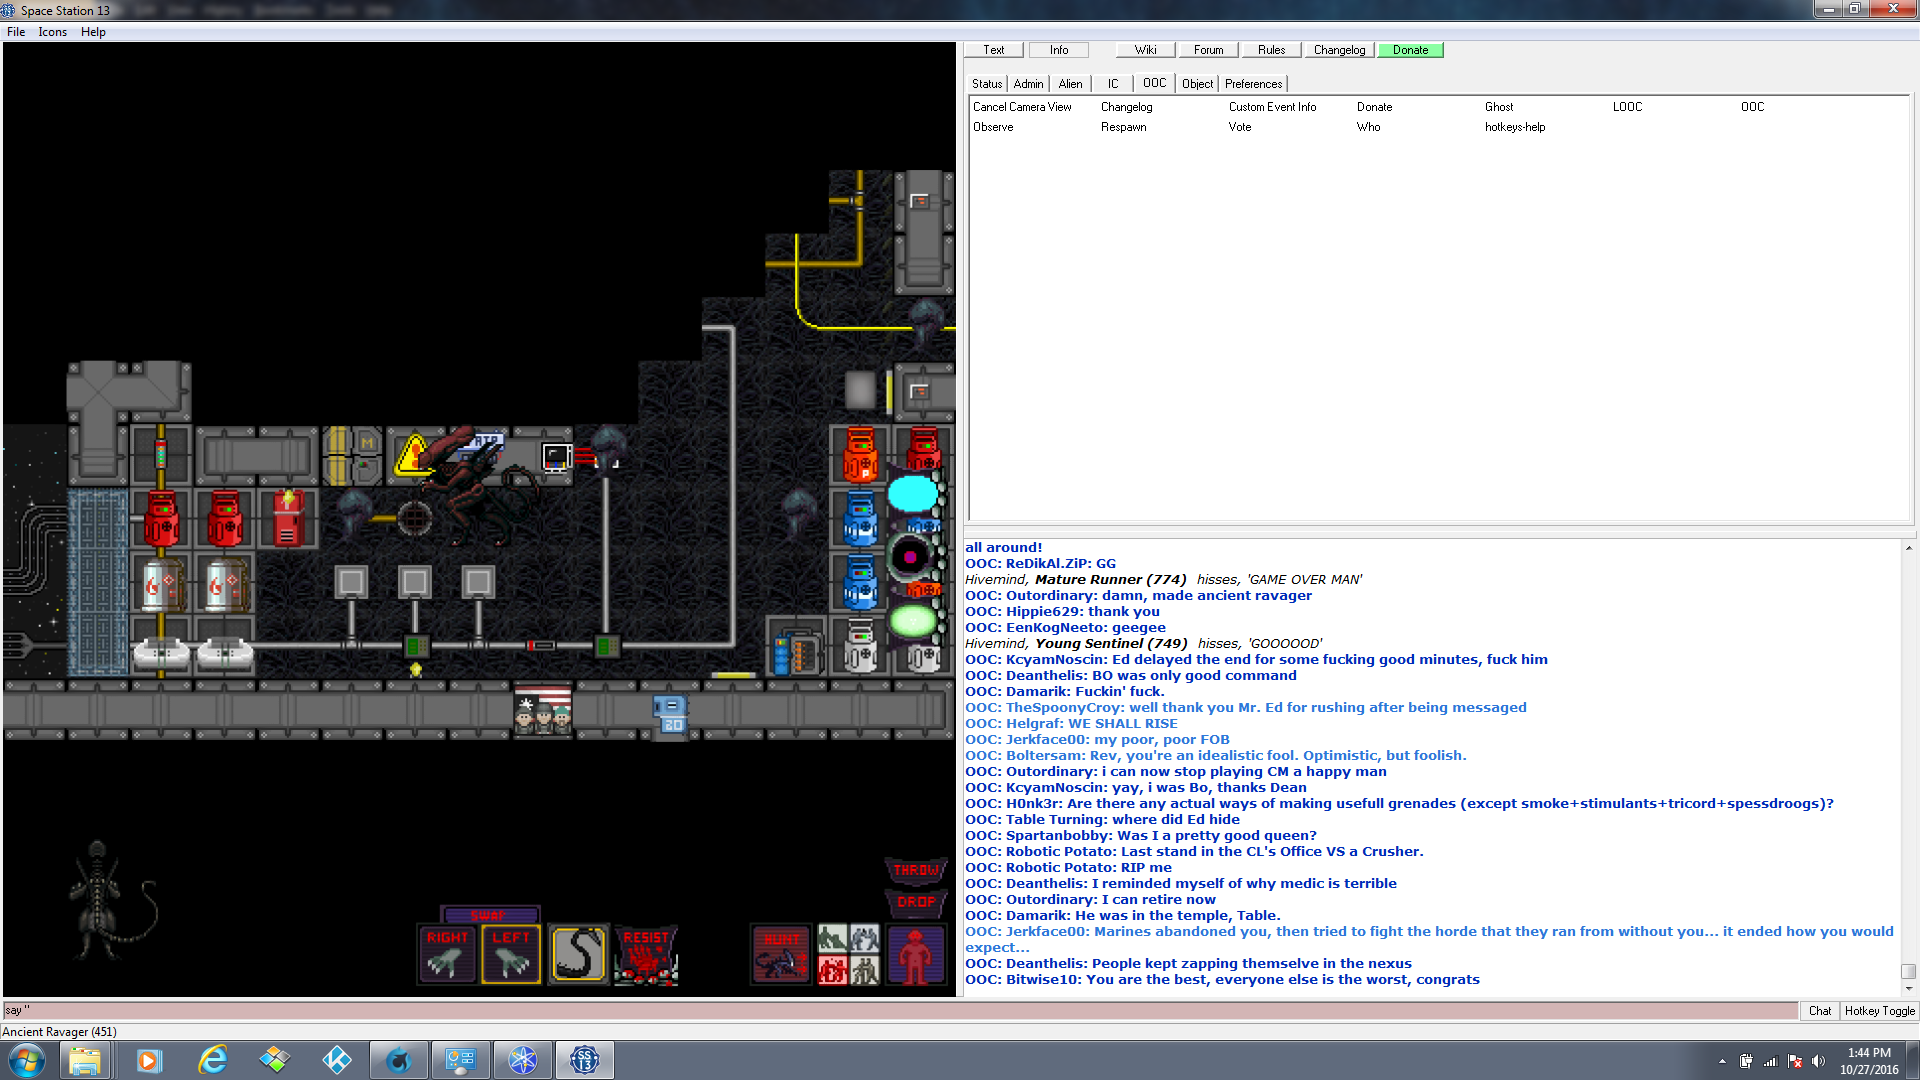 Space Station 13
File Icons Help
Text Info Wiki Forum Rules Changelog Donate
Status Admin Alien IC OOC Object Preferences
Cancel Camera View Changelog Custom Event Info Donate Ghost LOOC OOC
Observe Respawn Vote Who hotkeys-help
all around!
OOC: ReDikAl.ZiP: GG
Hivemind, Mature Runner (774) hisses, 'GAME OVER MAN'
OOC: Outordinary: damn, made ancient ravager
OOC: Hippie629: thank you
OOC: EenKogNeeto: geegee
Hivemind, Young Sentinel (749) hisses, 'GOOOOOD'
OOC: KcyamNoscin: Ed delayed the end for some fucking good minutes, fuck him
OOC: Deanthelis: BO was only good command
OOC: Damarik: Fuckin' fuck.
OOC: TheSpoonyCroy: well thank you Mr. Ed for rushing after being messaged
OOC: Helgraf: WE SHALL RISE
OOC: Jerkface00: my poor, poor FOB
OOC: Boltersam: Rev, you're an idealistic fool. Optimistic, but foolish.
OOC: Outordinary: i can now stop playing CM a happy man
OOC: KcyamNoscin: yay, i was Bo, thanks Dean
OOC: H0nk3r: Are there any actual ways of making usefull grenades (except smoke+stimulants+tricord+spessdroogs)?
OOC: Table Turning: where did Ed hide
OOC: Spartanbobby: Was I a pretty good queen?
OOC: Robotic Potato: Last stand in the CL's Office VS a Crusher.
OOC: Robotic Potato: RIP me
OOC: Deanthelis: I reminded myself of why medic is terrible
OOC: Outordinary: I can retire now
OOC: Damarik: He was in the temple, Table.
OOC: Jerkface00: Marines abandoned you, then tried to fight the horde that they ran from without you... it ended how you would
expect...
OOC: Deanthelis: People kept zapping themselve in the nexus
OOC: Bitwise10: You are the best, everyone else is the worst, congrats
M
P
20
THROW
DROP
SWAP
RIGHT LEFT RESIST HUNT
say "
Chat Hotkey Toggle
Ancient Ravager (451)
SS
13
1:44 PM
10/27/2016